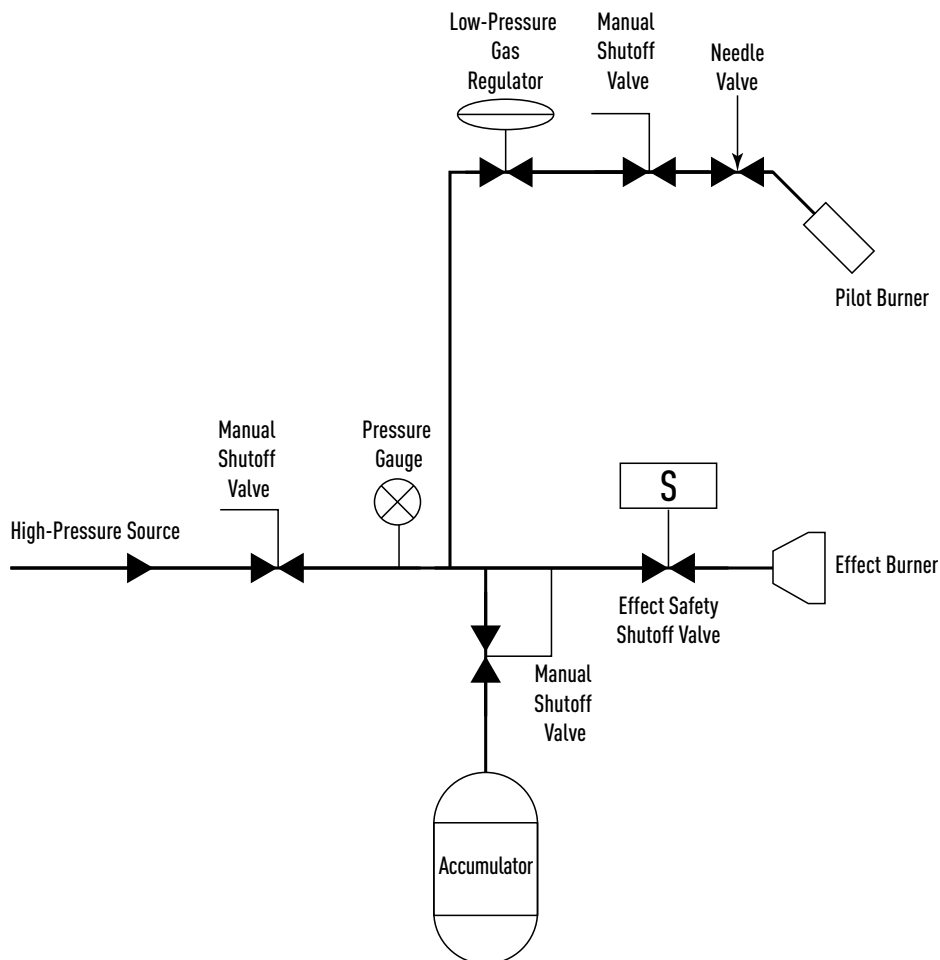 Low-Pressure
Gas
Regulator
Manual
Shutoff
Valve
Needle
Valve
Pilot Burner
Manual
Shutoff
Valve
Pressure
Gauge
High-Pressure Source
S
Effect Burner
Effect Safety
Shutoff Valve
Manual
Shutoff
Valve
Accumulator